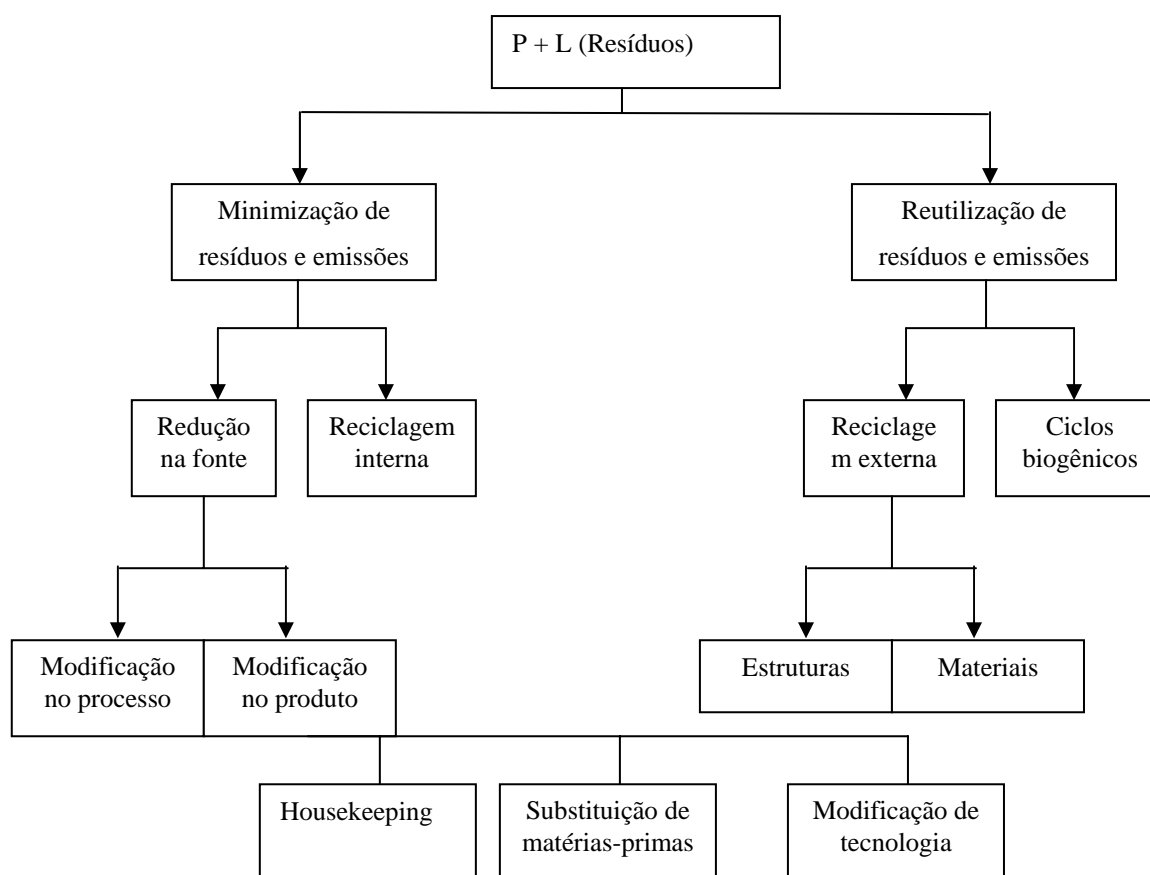 P + L (Resíduos)
Minimização de
resíduos e emissões
Reutilização de
resíduos e emissões
Redução
na fonte
Reciclagem
interna
Reciclage
m externa
Ciclos
biogênicos
Modificação
no processo
Modificação
no produto
Estruturas
Materiais
Housekeeping
Substituição de
matérias-primas
Modificação de
tecnologia